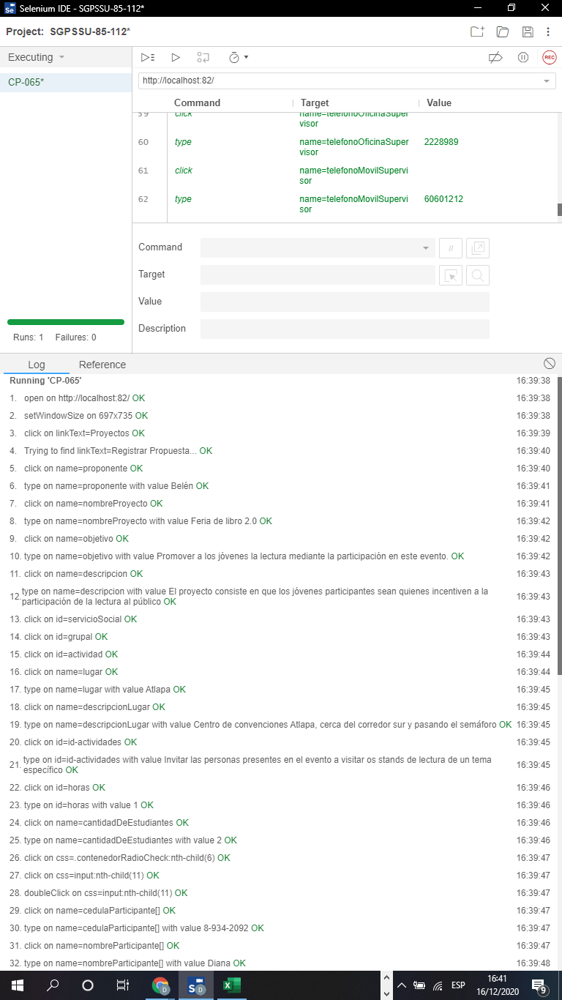 Selenium IDE - SGPSSU-85-112*
Project: SGPSSU-85-112*
Executing
CP-065*
REC
http://localhost:82/
Command Target Value
59 click name=telefonoOficinaSuper
visor
60 type name=telefonoOficinaSuper 2228989
visor
61 click name=telefonoMovilSupervi
sor
62 type name=telefonoMovilSupervi 60601212
sor
Command //
Target
Value
Description
Runs: 1 Failures: 0
Log Reference
Running 'CP-065' 16:39:38
1. open on http://localhost:82/ OK 16:39:38
2. setWindowSize on 697x735 OK 16:39:38
3. click on linkText=Proyectos OK 16:39:39
4. Trying to find linkText=Registrar Propuesta... OK 16:39:40
5. click on name=proponente OK 16:39:40
6. type on name=proponente with value Belén OK 16:39:41
7. click on name=nombreProyecto OK 16:39:41
8. type on name=nombreProyecto with value Feria de libro 2.0 OK 16:39:42
9. click on name=objetivo OK 16:39:42
10. type on name=objetivo with value Promover a los jóvenes la lectura mediante la participación en este evento. OK 16:39:42
11. click on name=descripcion OK 16:39:43
12. type on name=descripcion with value El proyecto consiste en que los jóvenes participantes sean quienes incentiven a la
participación de la lectura al público OK 16:39:43
13. click on id=servicioSocial OK 16:39:43
14. click on id=grupal OK 16:39:43
15. click on id=actividad OK 16:39:44
16. click on name=lugar OK 16:39:44
17. type on name=lugar with value Atlapa OK 16:39:45
18. click on name=descripcionLugar OK 16:39:45
19. type on name=descripcionLugar with value Centro de convenciones Atlapa, cerca del corredor sur y pasando el semáforo OK 16:39:45
20. click on id=id-actividades OK 16:39:45
21. type on id=id-actividades with value Invitar las personas presentes en el evento a visitar os stands de lectura de un tema
específico OK 16:39:45
22. click on id=horas OK 16:39:46
23. type on id=horas with value 1 OK 16:39:46
24. click on name=cantidadDeEstudiantes OK 16:39:46
25. type on name=cantidadDeEstudiantes with value 2 OK 16:39:46
26. click on css=.contenedorRadioCheck:nth-child(6) OK 16:39:47
27. click on css=input:nth-child(11) OK 16:39:47
28. doubleClick on css=input:nth-child(11) OK 16:39:47
29. click on name=cedulaParticipante[] OK 16:39:47
30. type on name=cedulaParticipante[] with value 8-934-2092 OK 16:39:47
31. click on name=nombreParticipante[] OK 16:39:47
32. type on name=nombreParticipante[] with value Diana OK 16:39:48
ESP
16:41
16/12/2020
9